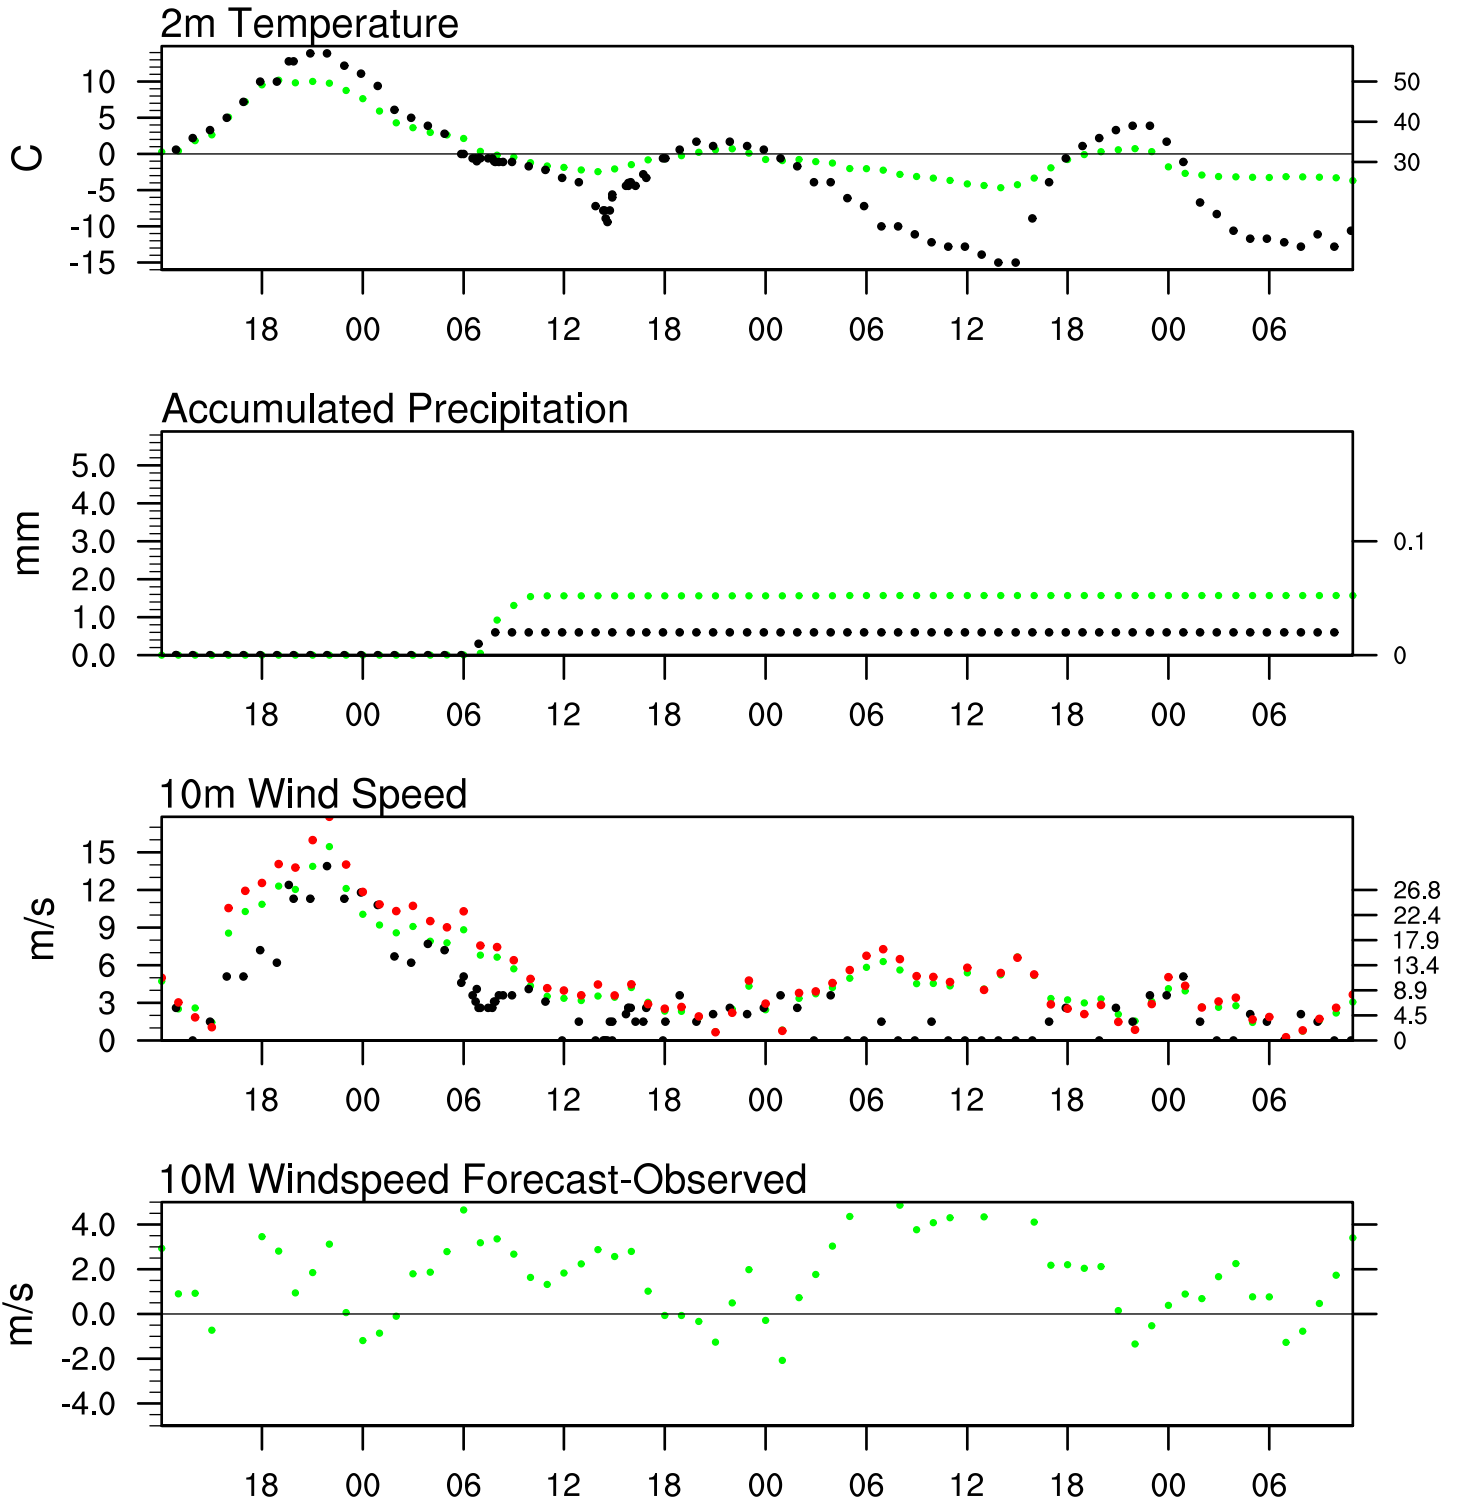 2m Temperature
C
10
5
0
-5
-10
-15
50
40
30
18 00 06 12 18 00 06 12 18 00 06
Accumulated Precipitation
mm
5.0
4.0
3.0
2.0
1.0
0.0
0.1
0
18 00 06 12 18 00 06 12 18 00 06
10m Wind Speed
m/s
15
12
9
6
3
0
26.8
22.4
17.9
13.4
8.9
4.5
0
18 00 06 12 18 00 06 12 18 00 06
10M Windspeed Forecast-Observed
m/s
4.0
2.0
0.0
-2.0
-4.0
18 00 06 12 18 00 06 12 18 00 06